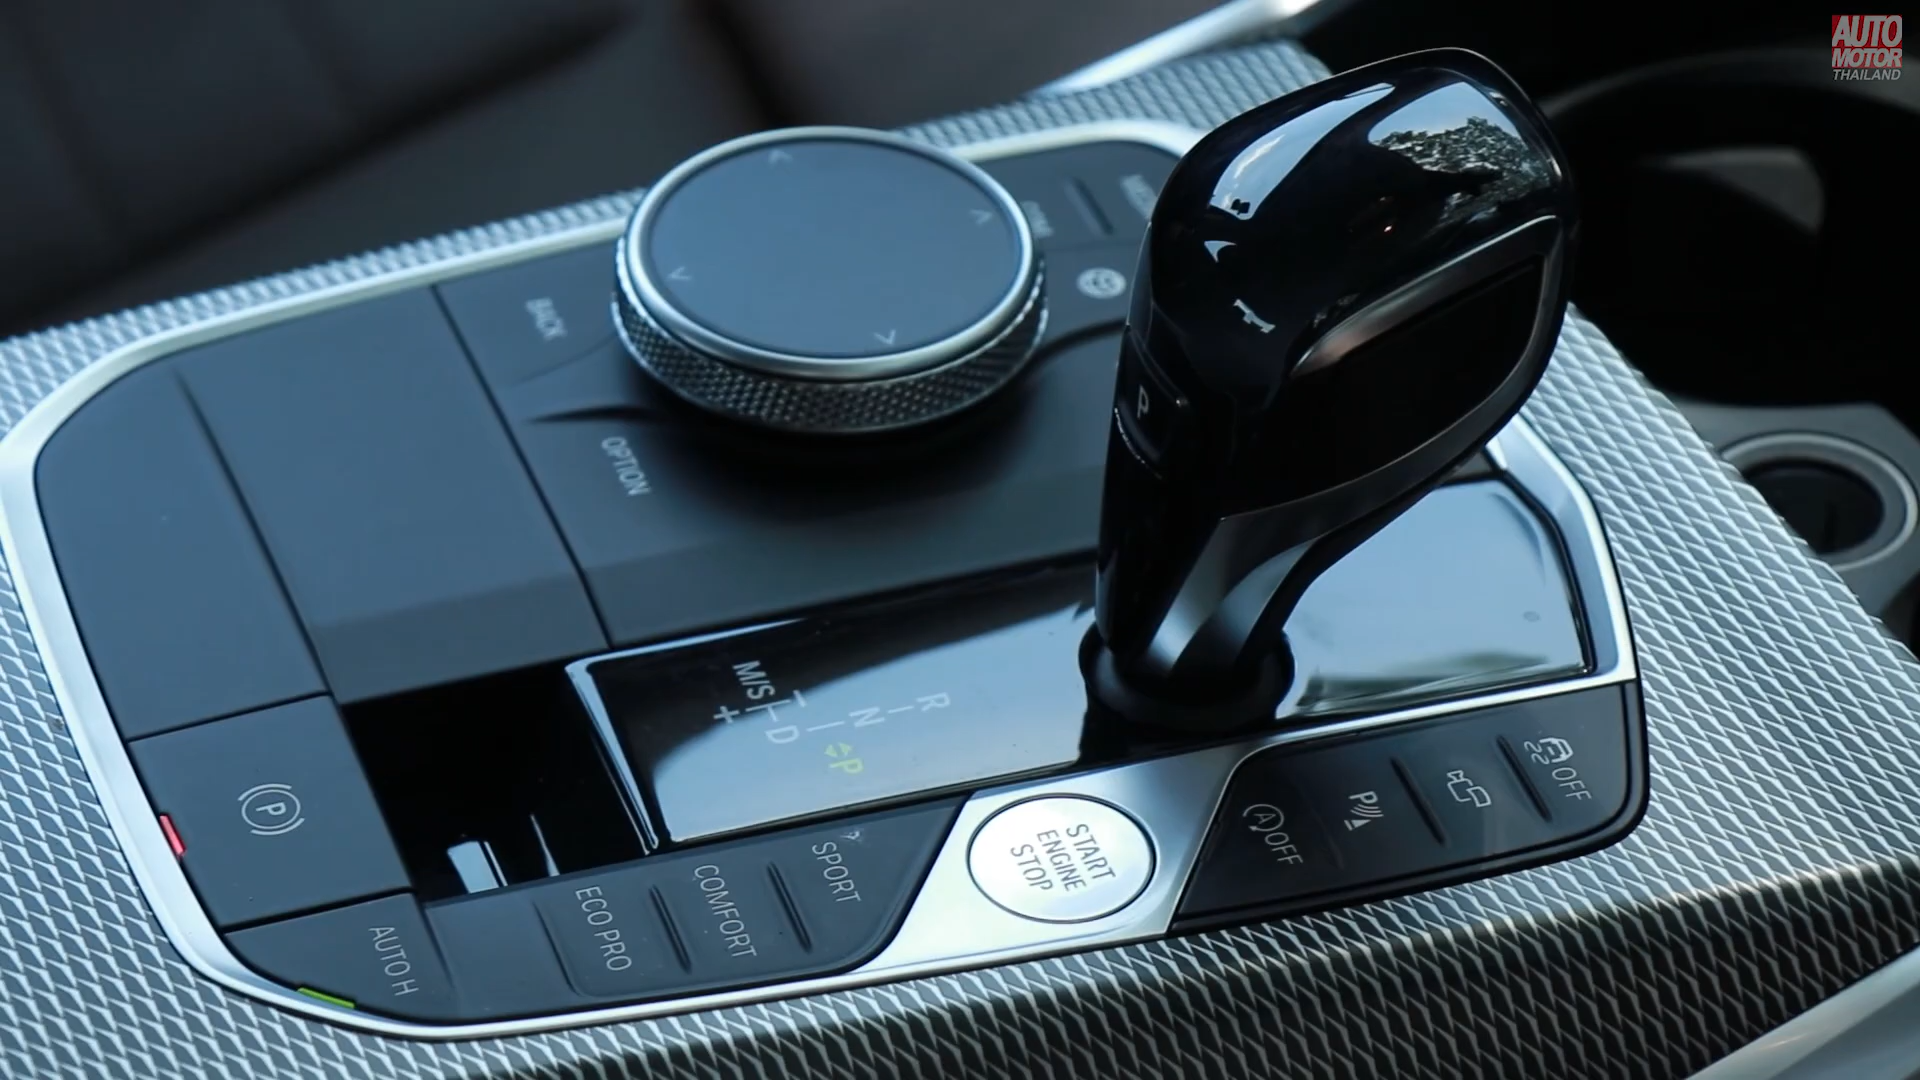 AUTO
MOTOR
THAILAND
BACK
OPTION
P
M/S
+
D
N
R
P
P
START
ENGINE
STOP
SPORT
COMFORT
ECO PRO
AUTO H
A OFF
P
OFF